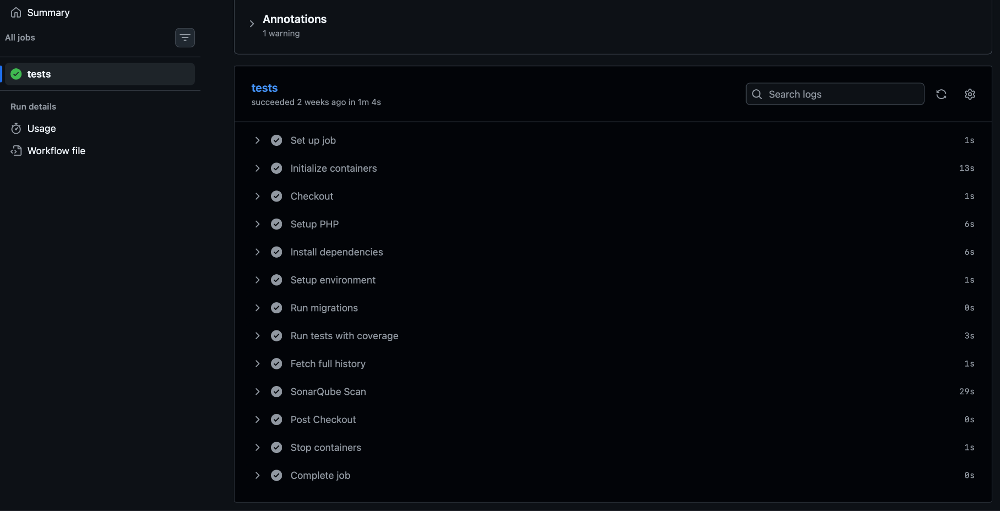 Summary
All jobs
tests
Run details
Usage
Workflow file
Annotations
1 warning
tests
succeeded 2 weeks ago in 1m 4s
Search logs
Set up job 1s
Initialize containers 13s
Checkout 1s
Setup PHP 6s
Install dependencies 6s
Setup environment 1s
Run migrations 0s
Run tests with coverage 3s
Fetch full history 1s
SonarQube Scan 29s
Post Checkout 0s
Stop containers 1s
Complete job 0s